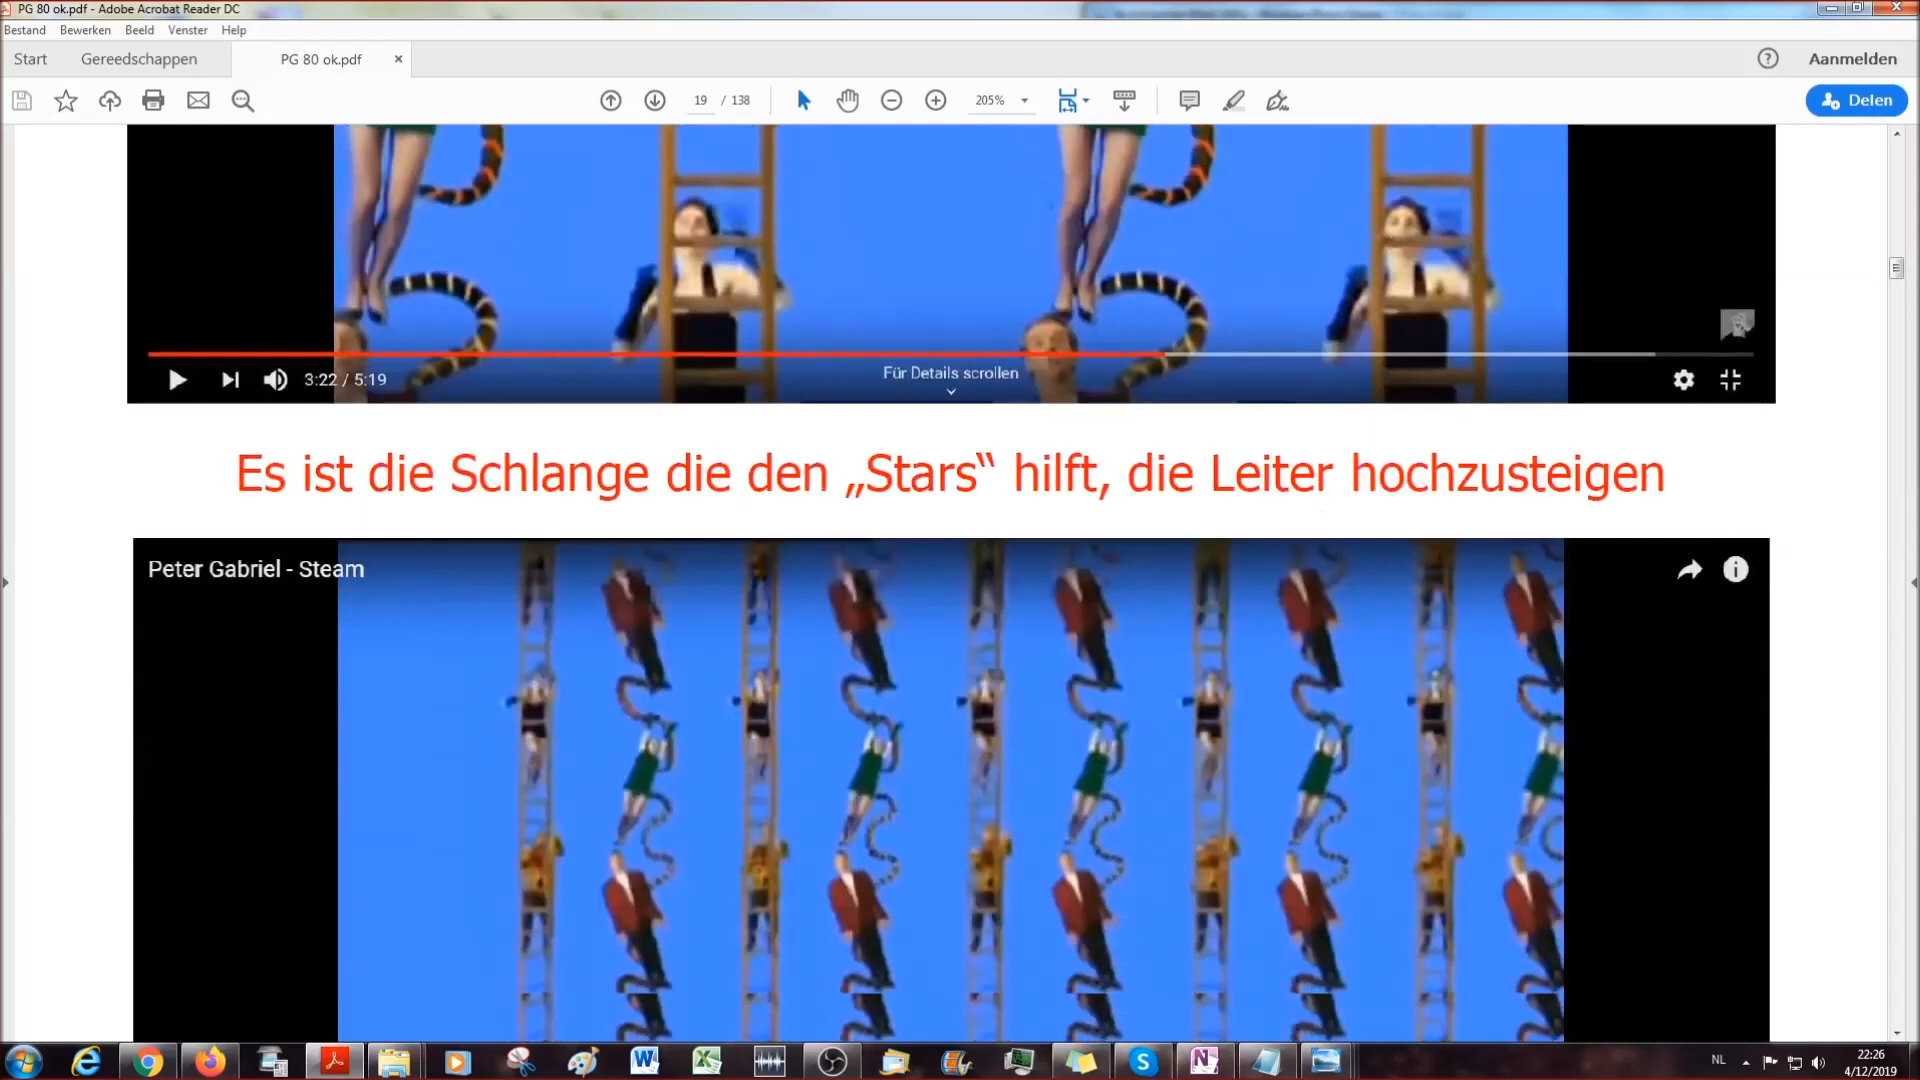 PG 80 ok.pdf - Adobe Acrobat Reader DC
Bestand Bewerken Beeld Venster Help
Start Gereedschappen PG 80 ok.pdf Aanmelden
19 / 138 205% Delen
3:22 / 5:19
Für Details scrollen
Es ist die Schlange die den „Stars“ hilft, die Leiter hochzusteigen
Peter Gabriel - Steam
NL
22:26
4/12/2019